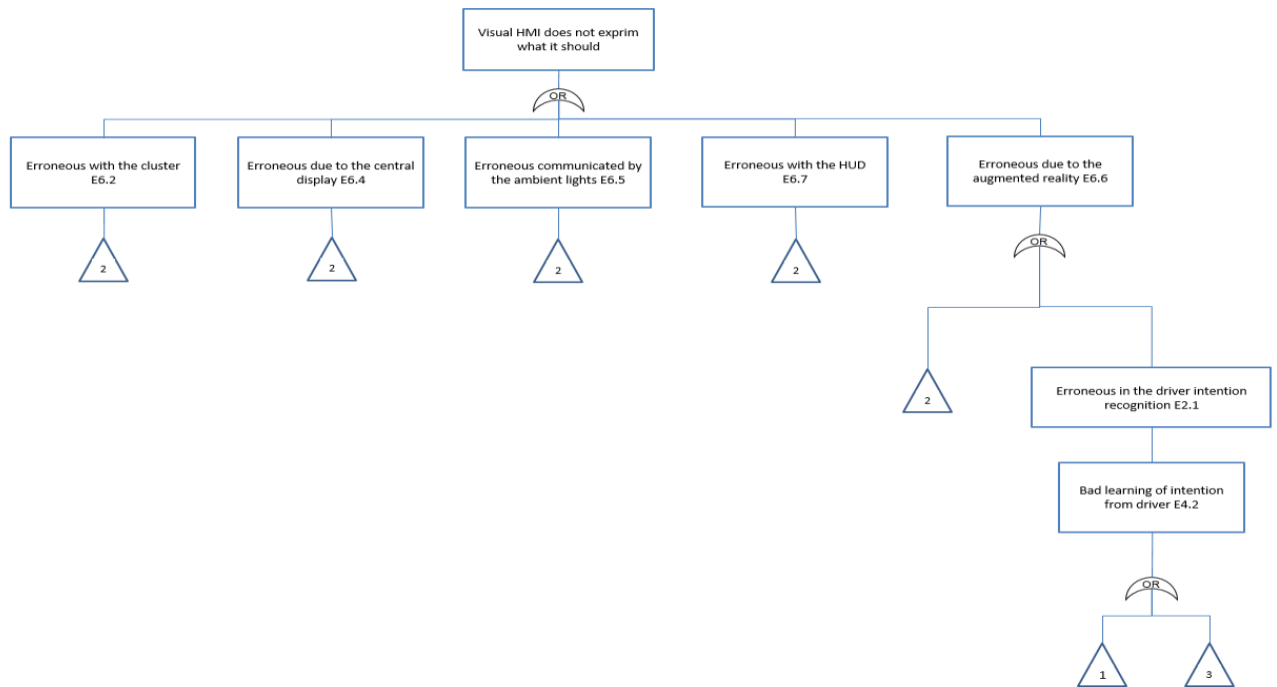 Visual HMI does not exprim
what it should
OR
Erroneous with the cluster
E6.2
Erroneous due to the central
display E6.4
Erroneous communicated by
the ambient lights E6.5
Erroneous with the HUD
E6.7
Erroneous due to the
augmented reality E6.6
2
2
2
2
OR
2
Erroneous in the driver intention
recognition E2.1
Bad learning of intention
from driver E4.2
OR
1
3